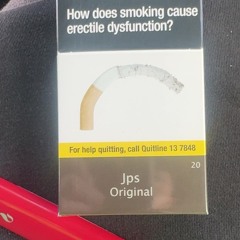 How does smoking cause
erectile dysfunction?
For help quitting, call Quitline 13 7848
20
Jps
Original